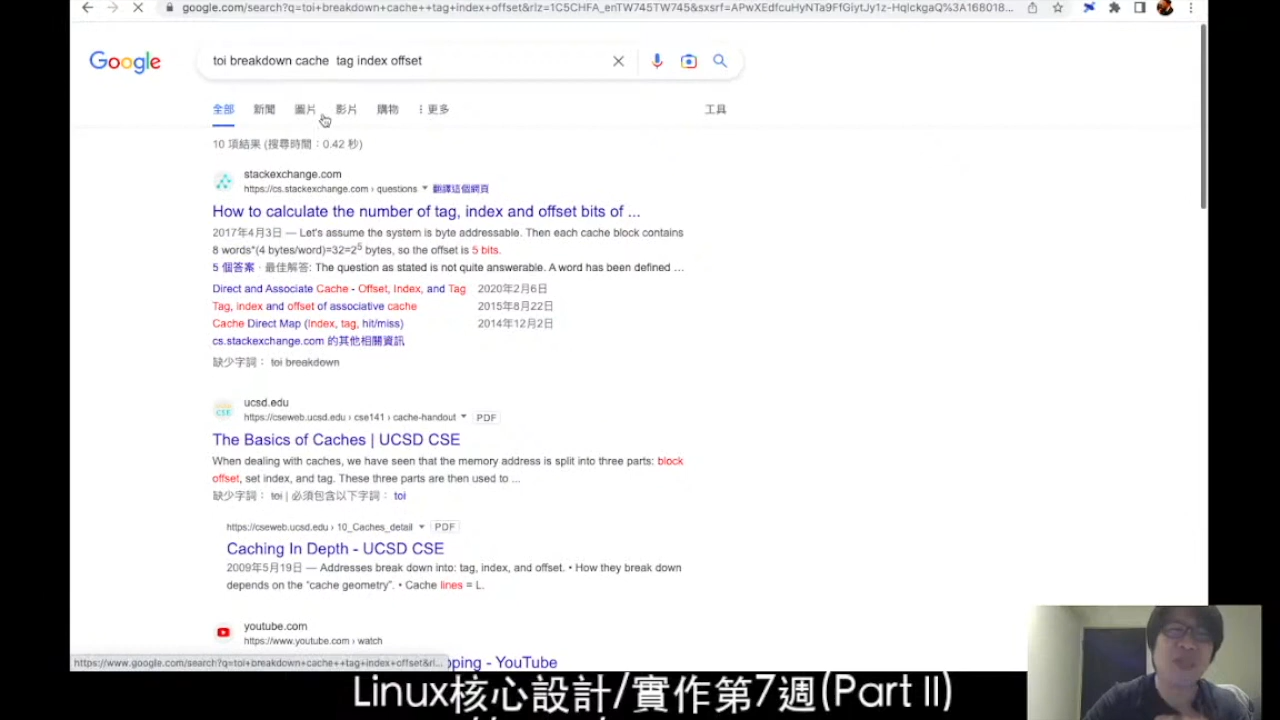 google.com/search?q=toi+breakdown+cache++tag+index+offset&rlz=1C5CHFA_enTW745TW745&sxsrf=APwXEdfcuHyNTa9FfGiytJy1z-HqlckgaQ%3A168018...
Google
toi breakdown cache  tag index offset
全部 新聞 圖片 影片 購物 ⋮ 更多 工具
10 項結果 (搜尋時間：0.42 秒)
stackexchange.com
https://cs.stackexchange.com › questions ▾ 翻譯這個網頁
How to calculate the number of tag, index and offset bits of ...
2017年4月3日 — Let's assume the system is byte addressable. Then each cache block contains
8 words*(4 bytes/word)=32=2⁵ bytes, so the offset is 5 bits.
5 個答案 · 最佳解答: The question as stated is not quite answerable. A word has been defined ...
Direct and Associate Cache - Offset, Index, and Tag 2020年2月6日
Tag, index and offset of associative cache 2015年8月22日
Cache Direct Map (Index, tag, hit/miss) 2014年12月2日
cs.stackexchange.com 的其他相關資訊
缺少字詞： toi breakdown
ucsd.edu
CSE https://cseweb.ucsd.edu › cse141 › cache-handout ▾ PDF
The Basics of Caches | UCSD CSE
When dealing with caches, we have seen that the memory address is split into three parts: block
offset, set index, and tag. These three parts are then used to ...
缺少字詞： toi | 必須包含以下字詞： toi
https://cseweb.ucsd.edu › 10_Caches_detail ▾ PDF
Caching In Depth - UCSD CSE
2009年5月19日 — Addresses break down into: tag, index, and offset. • How they break down
depends on the “cache geometry”. • Cache lines = L.
youtube.com
https://www.youtube.com › watch
https://www.google.com/search?q=toi+breakdown+cache++tag+index+offset&rl... pping - YouTube
Linux核心設計/實作第7週(Part II)